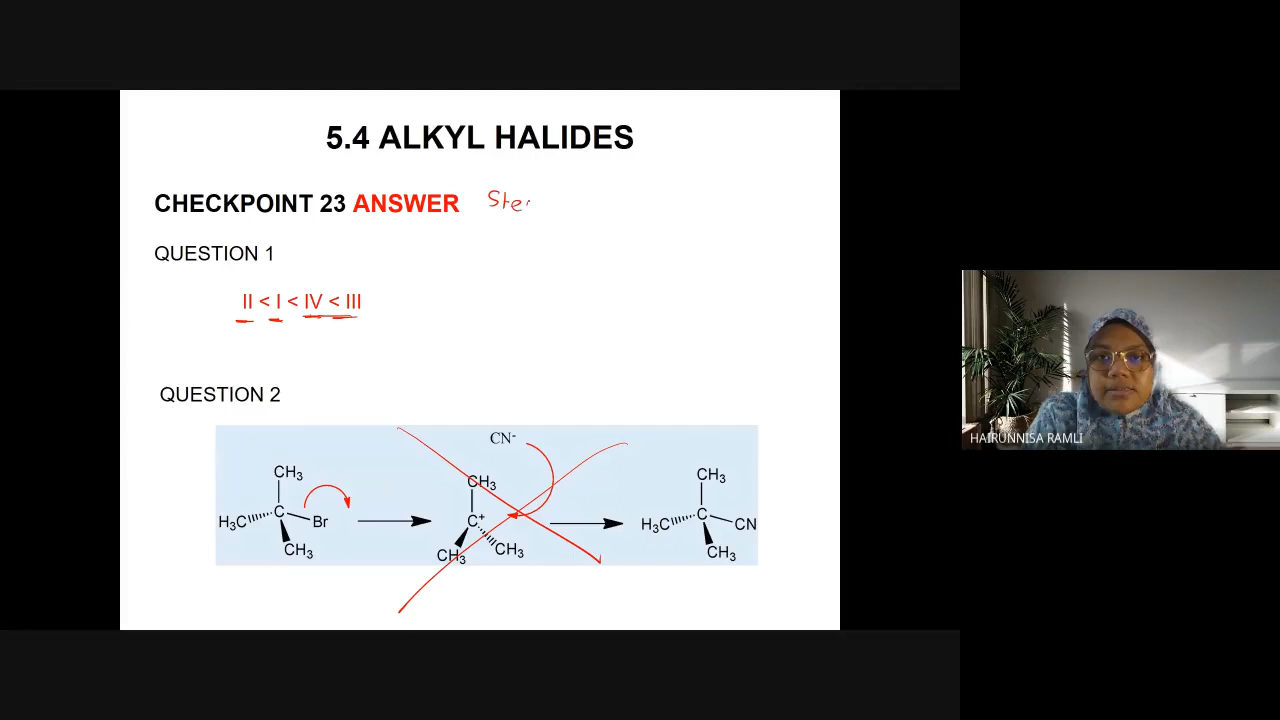 5.4 ALKYL HALIDES
CHECKPOINT 23 ANSWER Ste
QUESTION 1
II < I < IV < III
QUESTION 2
CN-
CH3
H3C Br
CH3
CH3
C+
CH3 CH3
CH3
H3C C CN
CH3
HAIRUNNISA RAMLI